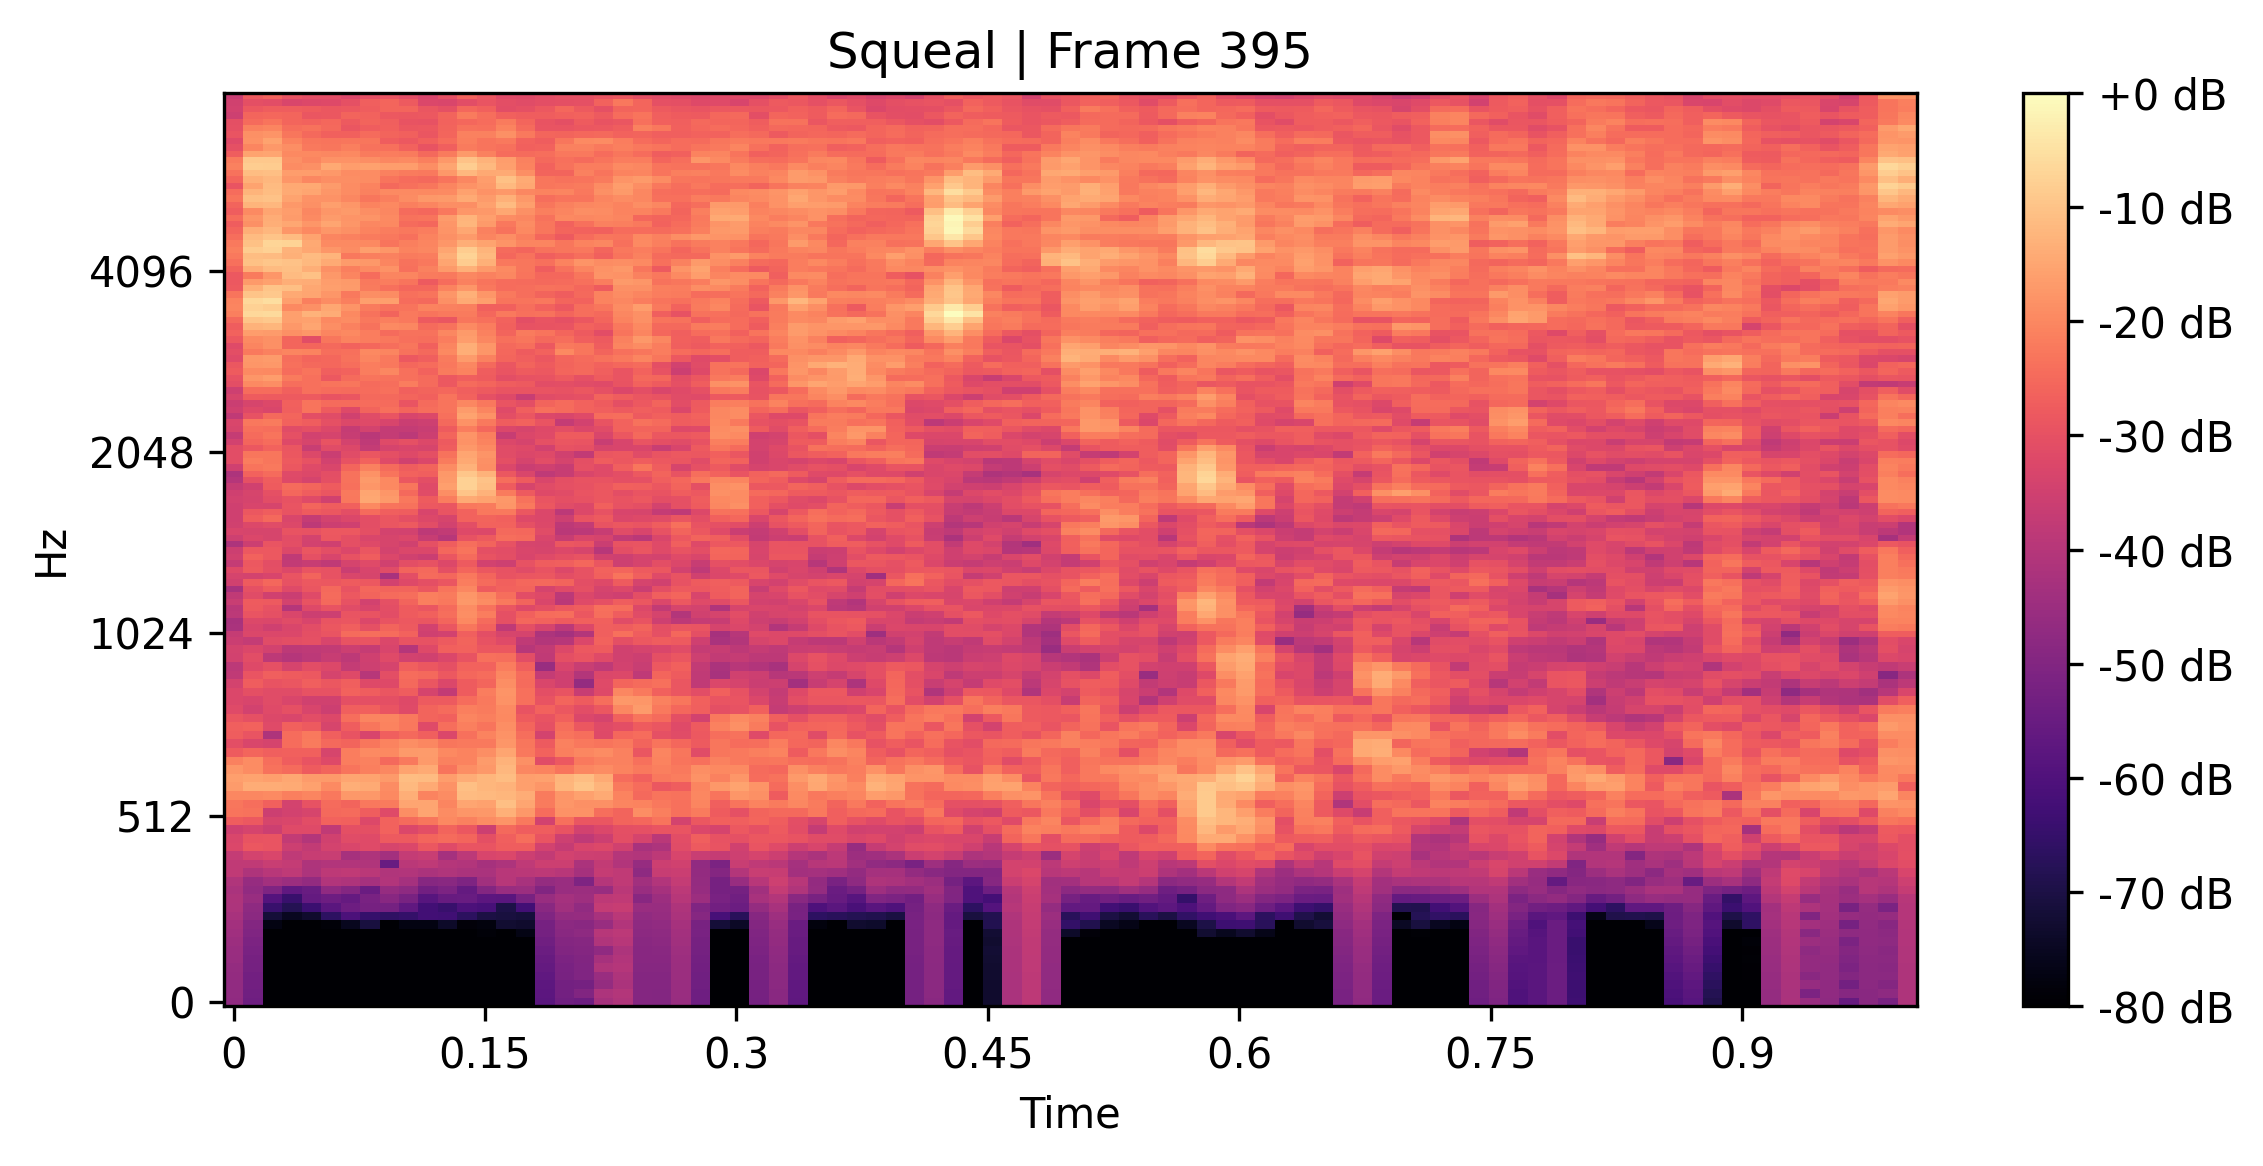 Squeal | Frame 395
+0 dB
-10 dB
-20 dB
-30 dB
-40 dB
-50 dB
-60 dB
-70 dB
-80 dB
Hz
4096
2048
1024
512
0
0 0.15 0.3 0.45 0.6 0.75 0.9
Time